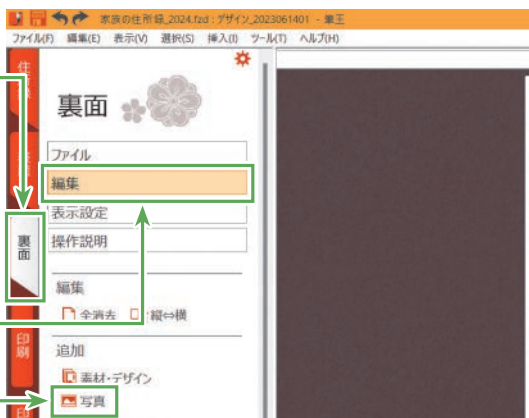 家族の住所録_2024.fzd : デザイン_2023061401 - 筆王
ファイル(F) 編集(E) 表示(V) 選択(S) 挿入(I) ツール(T) ヘルプ(H)
裏面
ファイル
編集
表示設定
操作説明
裏面
編集
全消去 縦⇔横
印刷
追加
素材・デザイン
写真
印